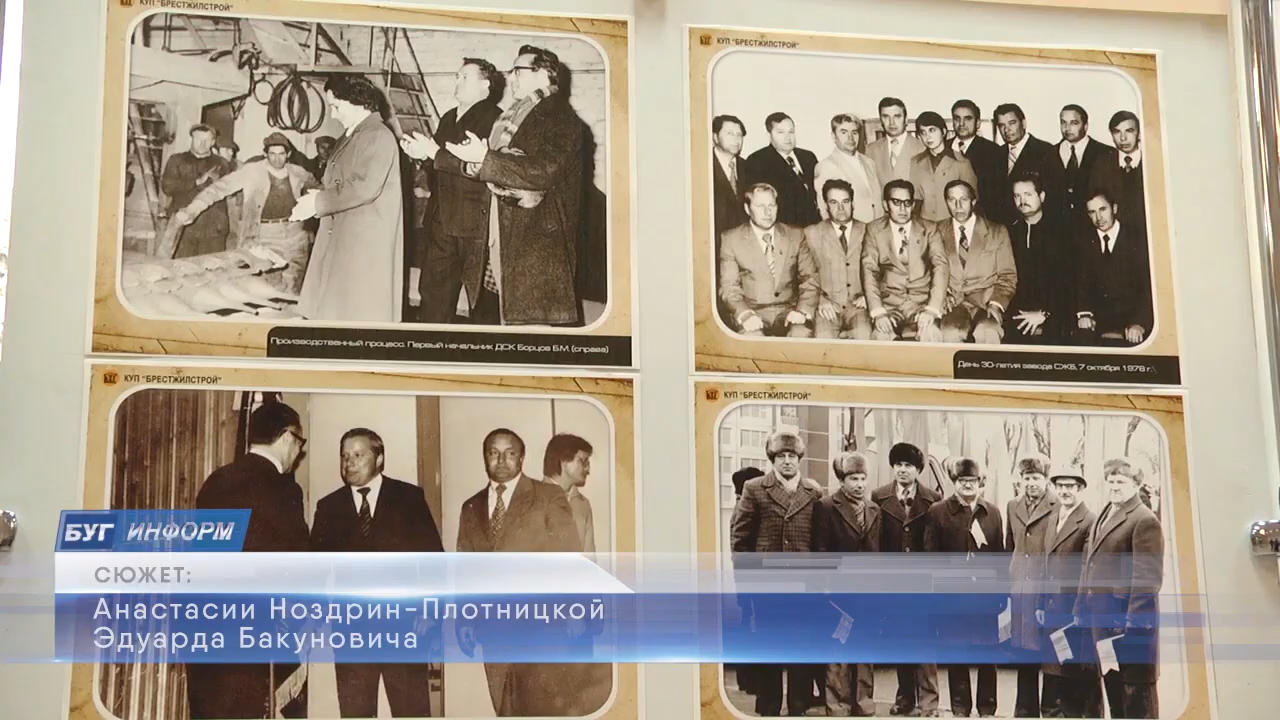 КУП "БРЕСТЖИЛСТРОЙ"
КУП "БРЕСТЖИЛСТРОЙ"
Производственный процесс. Первый начальник ДСК Борцов Б.М. (справа)
День 30-летия завода СЖБ, 7 октября 1978 г.
КУП "БРЕСТЖИЛСТРОЙ"
КУП "БРЕСТЖИЛСТРОЙ"
БУГ ИНФОРМ
СЮЖЕТ:
Анастасии Ноздрин-Плотницкой
Эдуарда Бакуновича